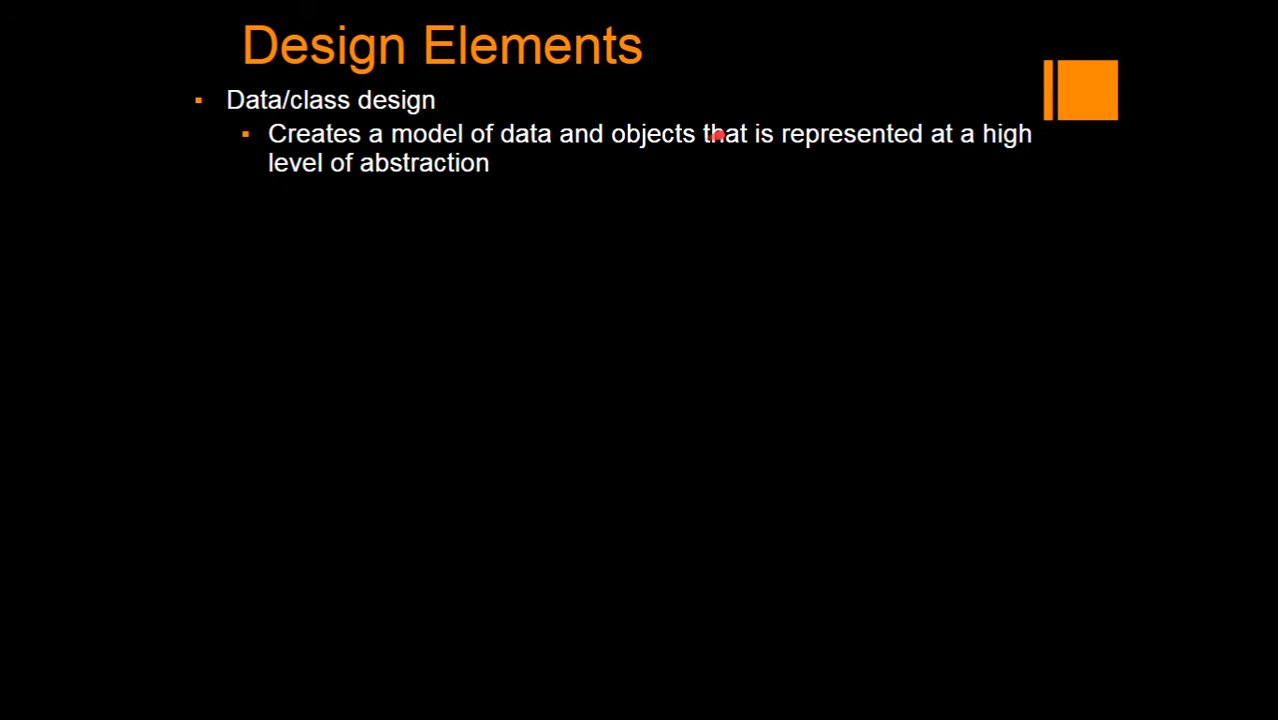 Design Elements
Data/class design
Creates a model of data and objects that is represented at a high
level of abstraction